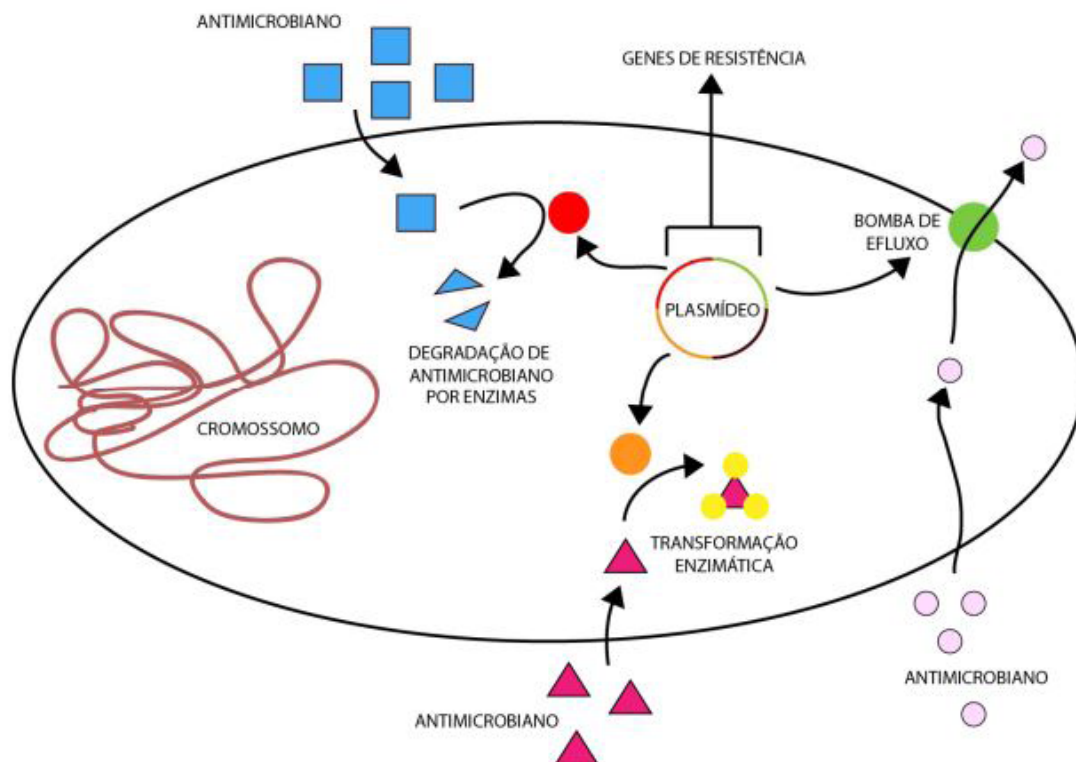 ANTIMICROBIANO
GENES DE RESISTÊNCIA
BOMBA DE
EFLUXO
PLASMÍDEO
DEGRADAÇÃO DE
ANTIMICROBIANO
POR ENZIMAS
CROMOSSOMO
TRANSFORMAÇÃO
ENZIMÁTICA
ANTIMICROBIANO
ANTIMICROBIANO